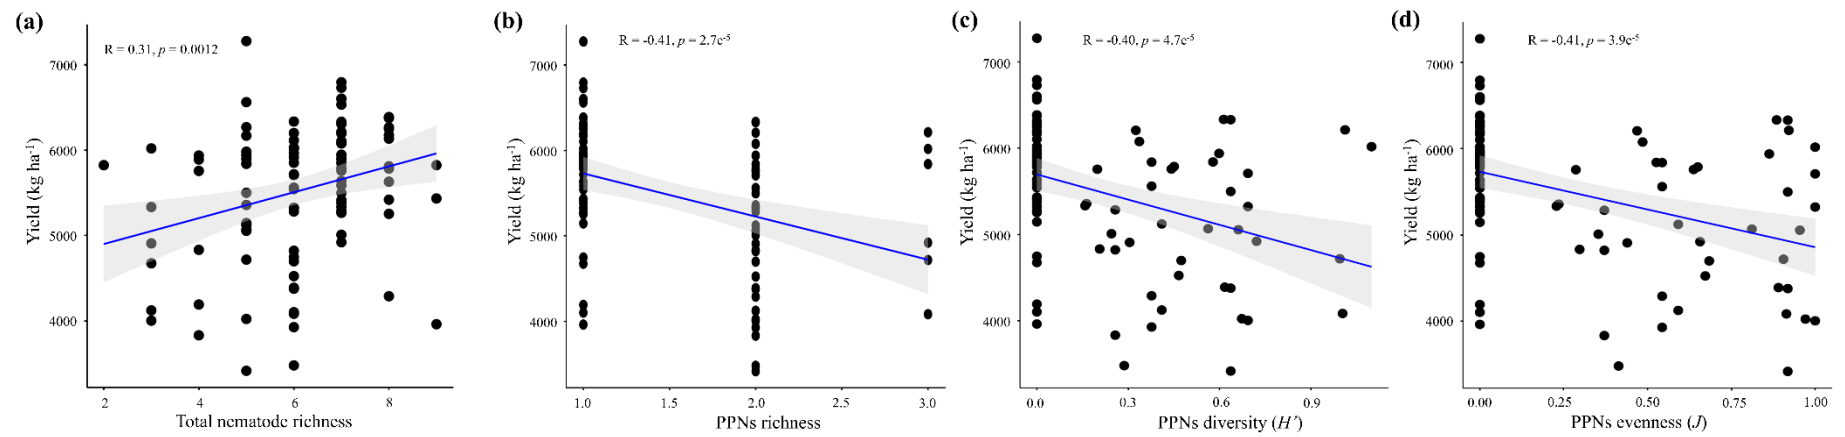 (a)
R = 0.31, p = 0.0012
Yield (kg ha⁻¹)
7000
6000
5000
4000
2
4
6
8
Total nematode richness
(b)
R = -0.41, p = 2.7e⁻⁵
Yield (kg ha⁻¹)
7000
6000
5000
4000
1.0
1.5
2.0
2.5
3.0
PPNs richness
(c)
R = -0.40, p = 4.7e⁻⁵
Yield (kg ha⁻¹)
7000
6000
5000
4000
0.0
0.3
0.6
0.9
PPNs diversity (H´)
(d)
R = -0.41, p = 3.9e⁻⁵
Yield (kg ha⁻¹)
7000
6000
5000
4000
0.00
0.25
0.50
0.75
1.00
PPNs evenness (J)